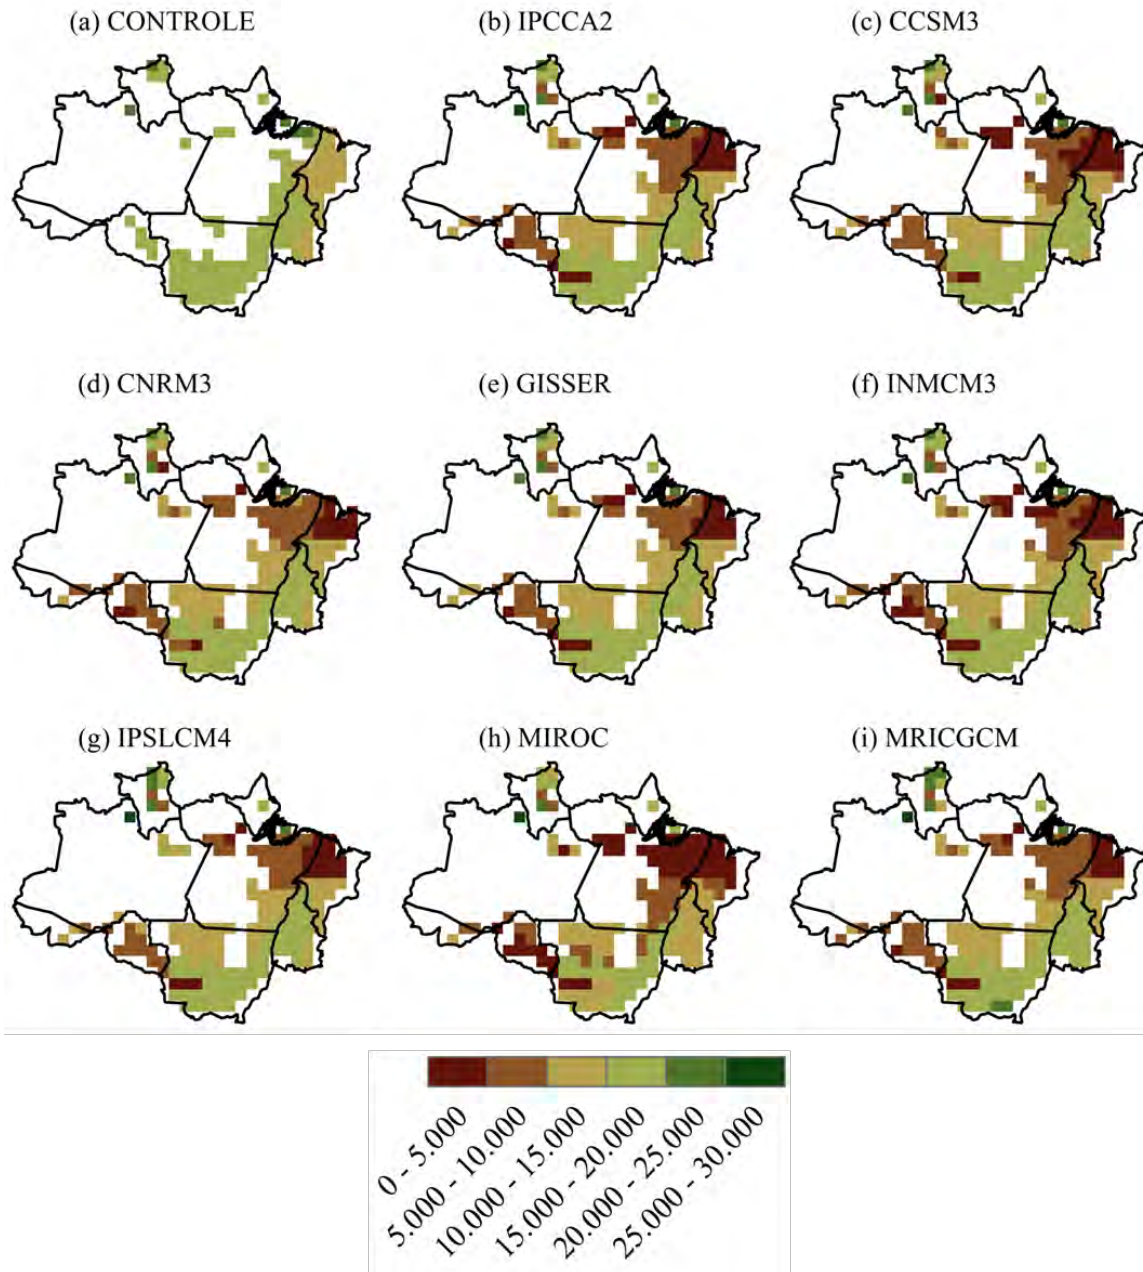 (a) CONTROLE
(b) IPCCA2
(c) CCSM3
(d) CNRM3
(e) GISSER
(f) INMCM3
(g) IPSLCM4
(h) MIROC
(i) MRICGCM
0 - 5.000
5.000 - 10.000
10.000 - 15.000
15.000 - 20.000
20.000 - 25.000
25.000 - 30.000